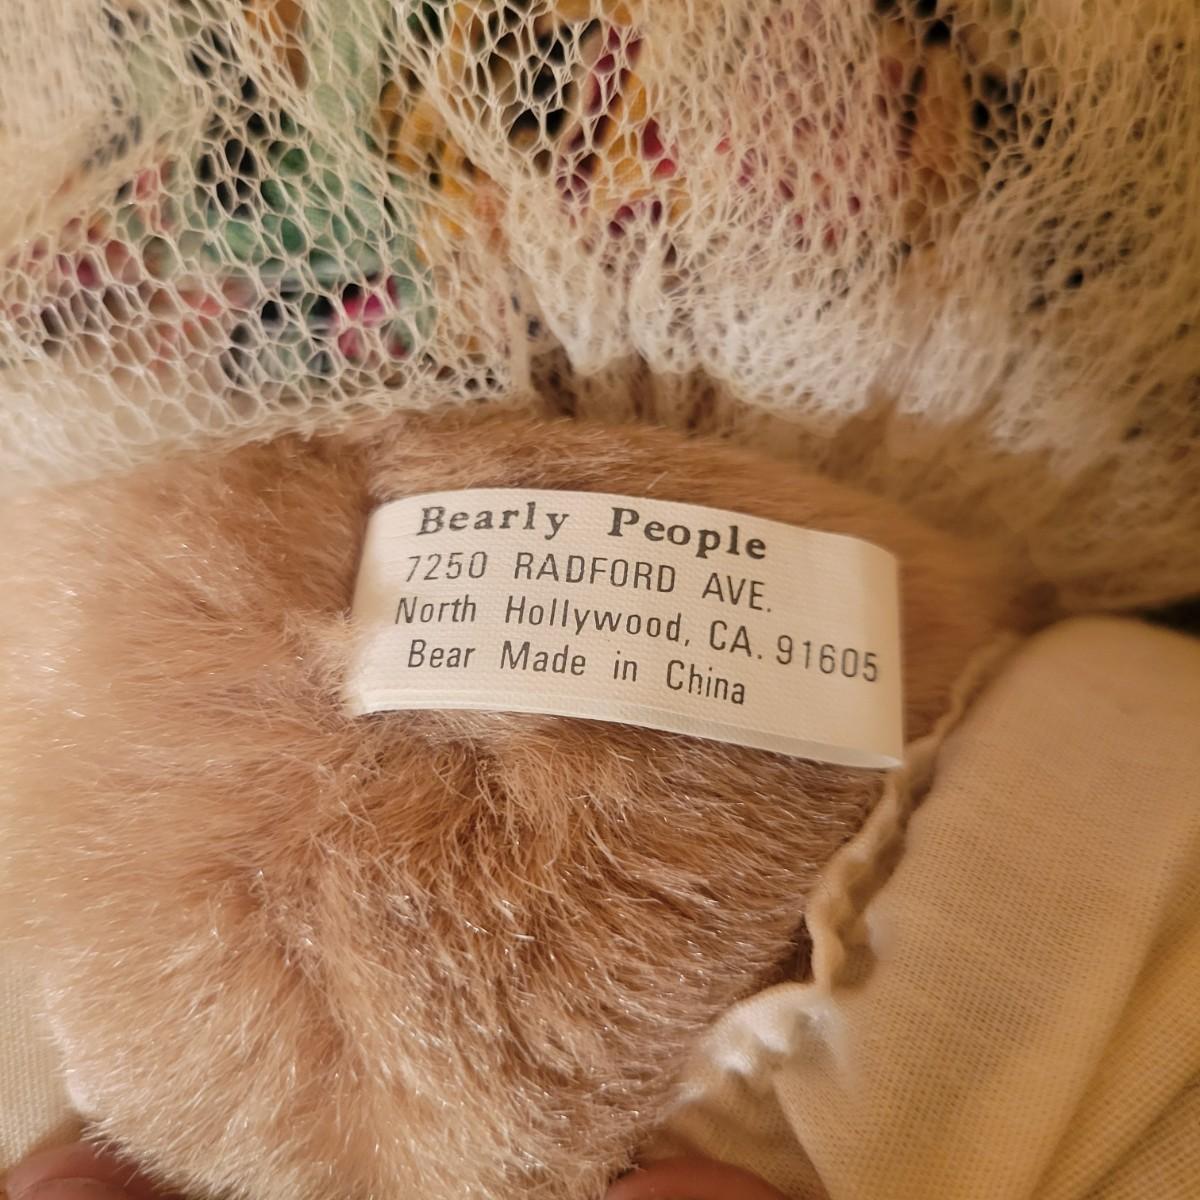 Bearly People
7250 RADFORD AVE.
North Hollywood, CA. 91605
Bear Made in China